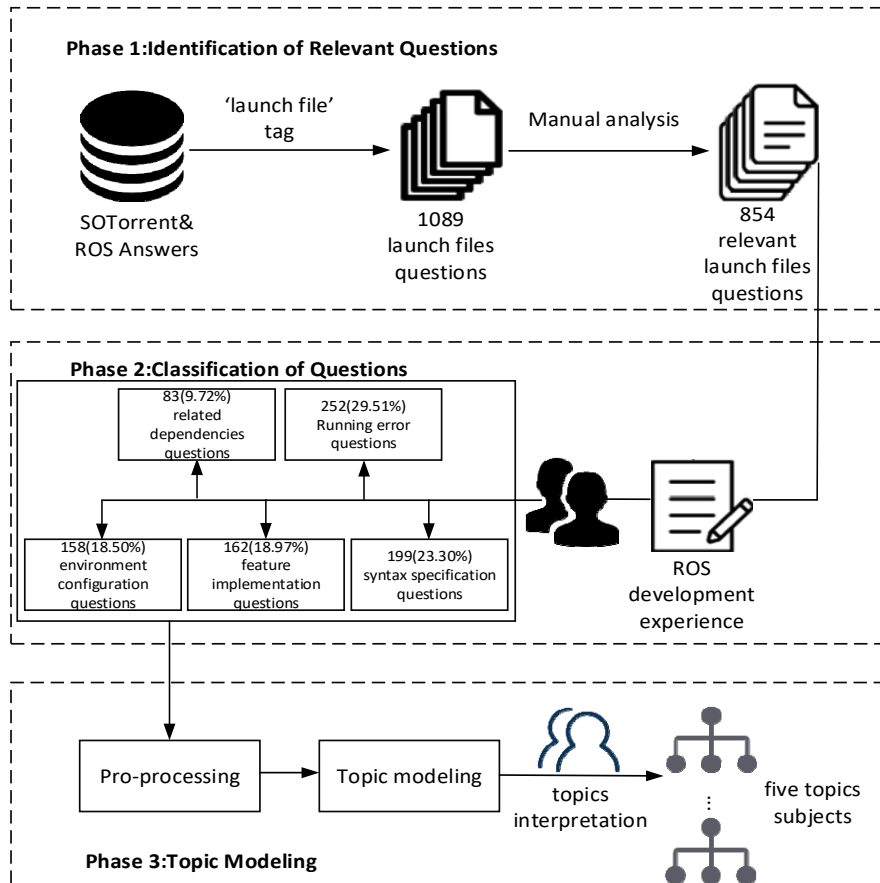 Phase 1:Identification of Relevant Questions
‘launch file’
tag
Manual analysis
SOTorrent&
ROS Answers
1089
launch files
questions
854
relevant
launch files
questions
Phase 2:Classification of Questions
83(9.72%)
related
dependencies
questions
252(29.51%)
Running error
questions
158(18.50%)
environment
configuration
questions
162(18.97%)
feature
implementation
questions
199(23.30%)
syntax specification
questions
ROS
development
experience
Pro-processing
Topic modeling
topics
interpretation
...
five topics
subjects
Phase 3:Topic Modeling